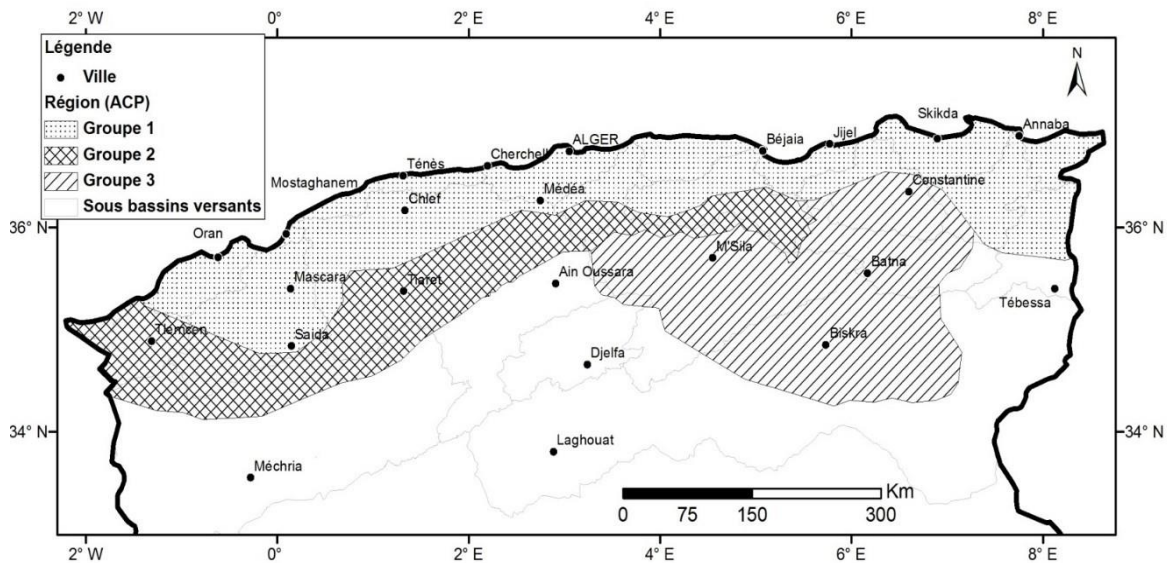 2° W
0°
2° E
4° E
6° E
8° E
Légende
Ville
Région (ACP)
Groupe 1
Groupe 2
Groupe 3
Sous bassins versants
N
Skikda
Annaba
ALGER
Béjaia
Jijel
Cherchell
Ténès
Mostaghanem
Chlef
Médéa
Constantine
36° N
36° N
Oran
M'Sila
Batna
Mascara
Tiaret
Ain Oussara
Tébessa
Tlemcen
Saida
Biskra
Djelfa
34° N
34° N
Laghouat
Méchria
Km
0 75 150 300
2° W
0°
2° E
4° E
6° E
8° E